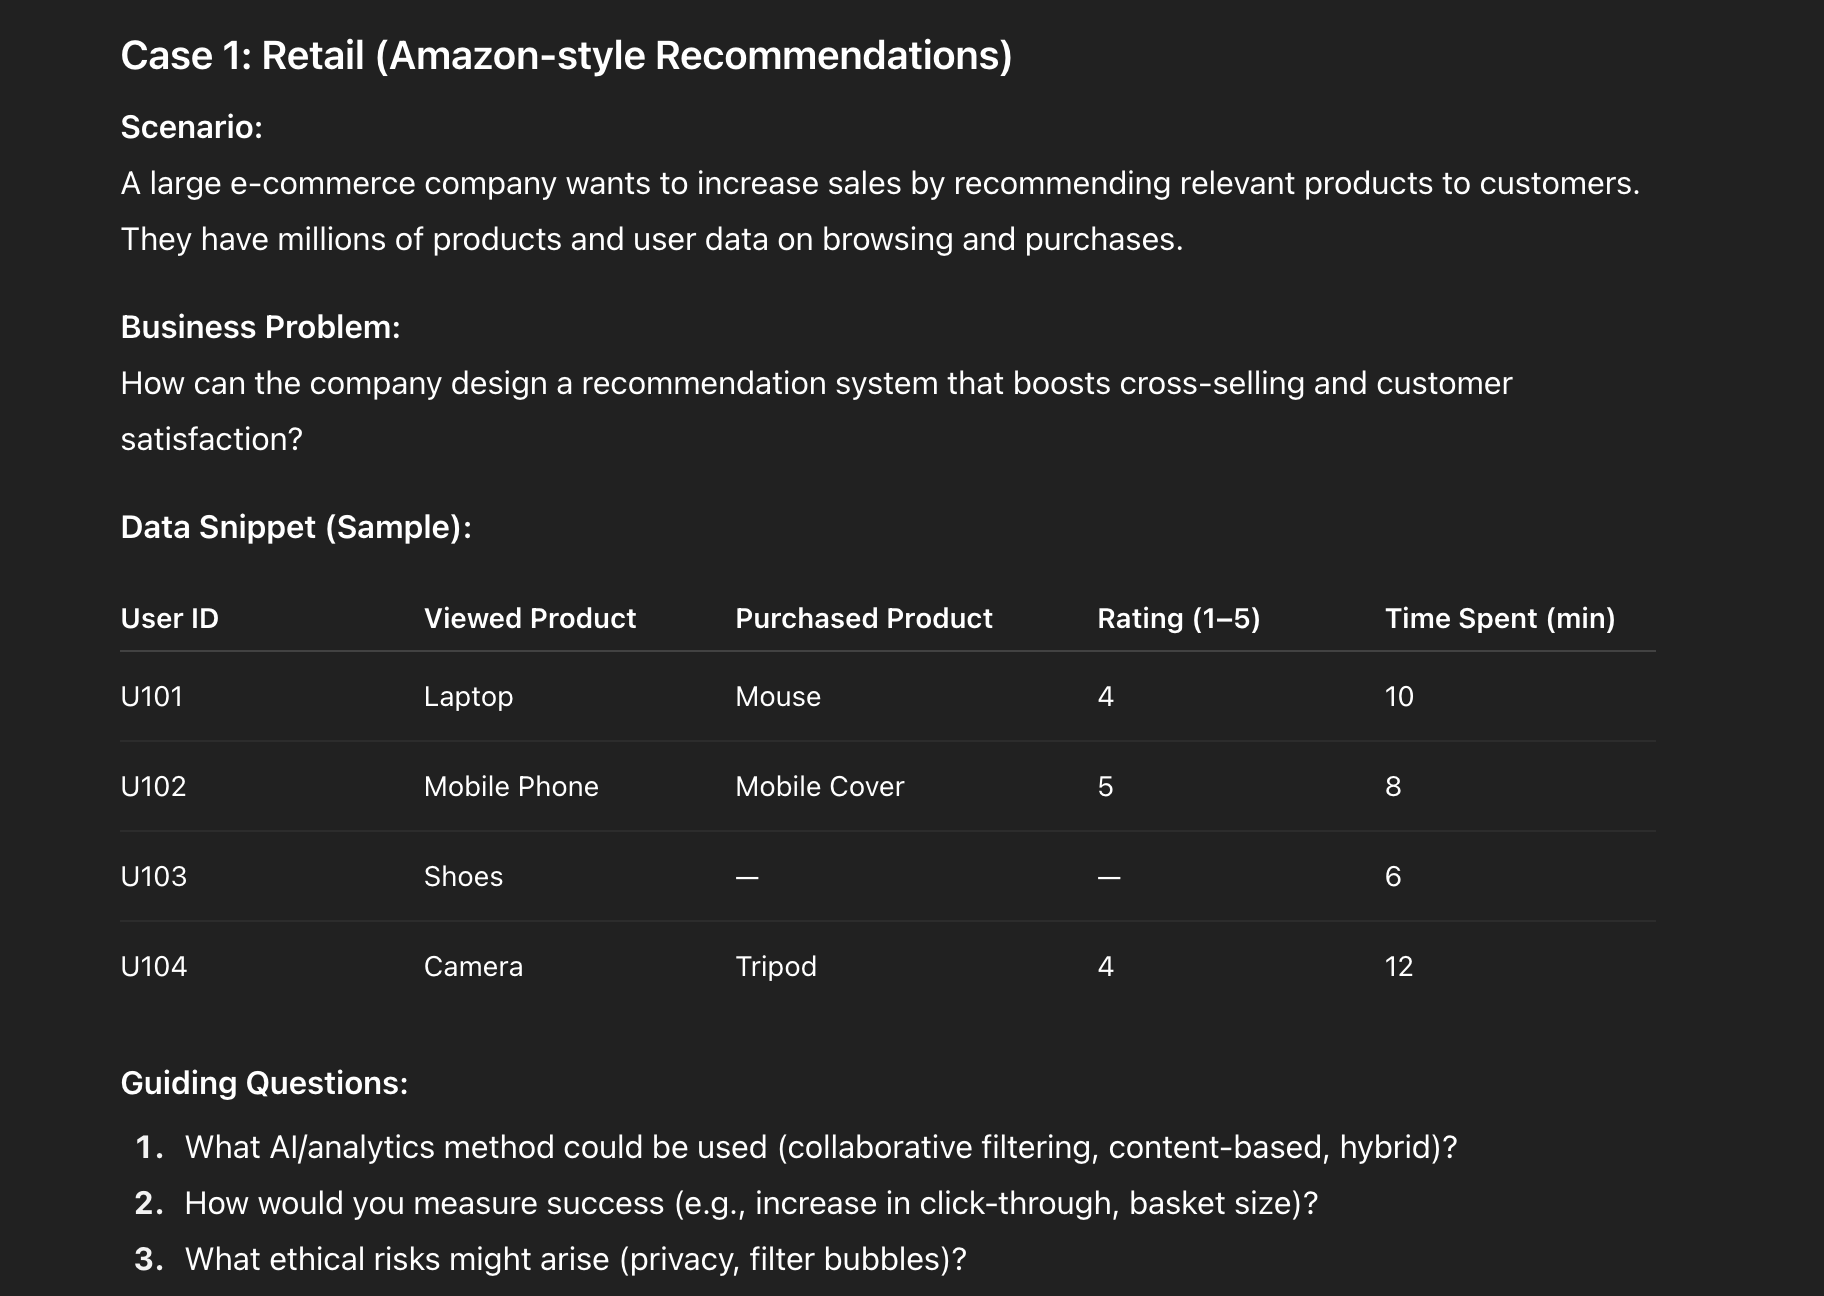 Case 1: Retail (Amazon-style Recommendations)
Scenario:
A large e-commerce company wants to increase sales by recommending relevant products to customers.
They have millions of products and user data on browsing and purchases.
Business Problem:
How can the company design a recommendation system that boosts cross-selling and customer
satisfaction?
Data Snippet (Sample):
User ID Viewed Product Purchased Product Rating (1–5) Time Spent (min)
U101 Laptop Mouse 4 10
U102 Mobile Phone Mobile Cover 5 8
U103 Shoes — — 6
U104 Camera Tripod 4 12
Guiding Questions:
1. What AI/analytics method could be used (collaborative filtering, content-based, hybrid)?
2. How would you measure success (e.g., increase in click-through, basket size)?
3. What ethical risks might arise (privacy, filter bubbles)?